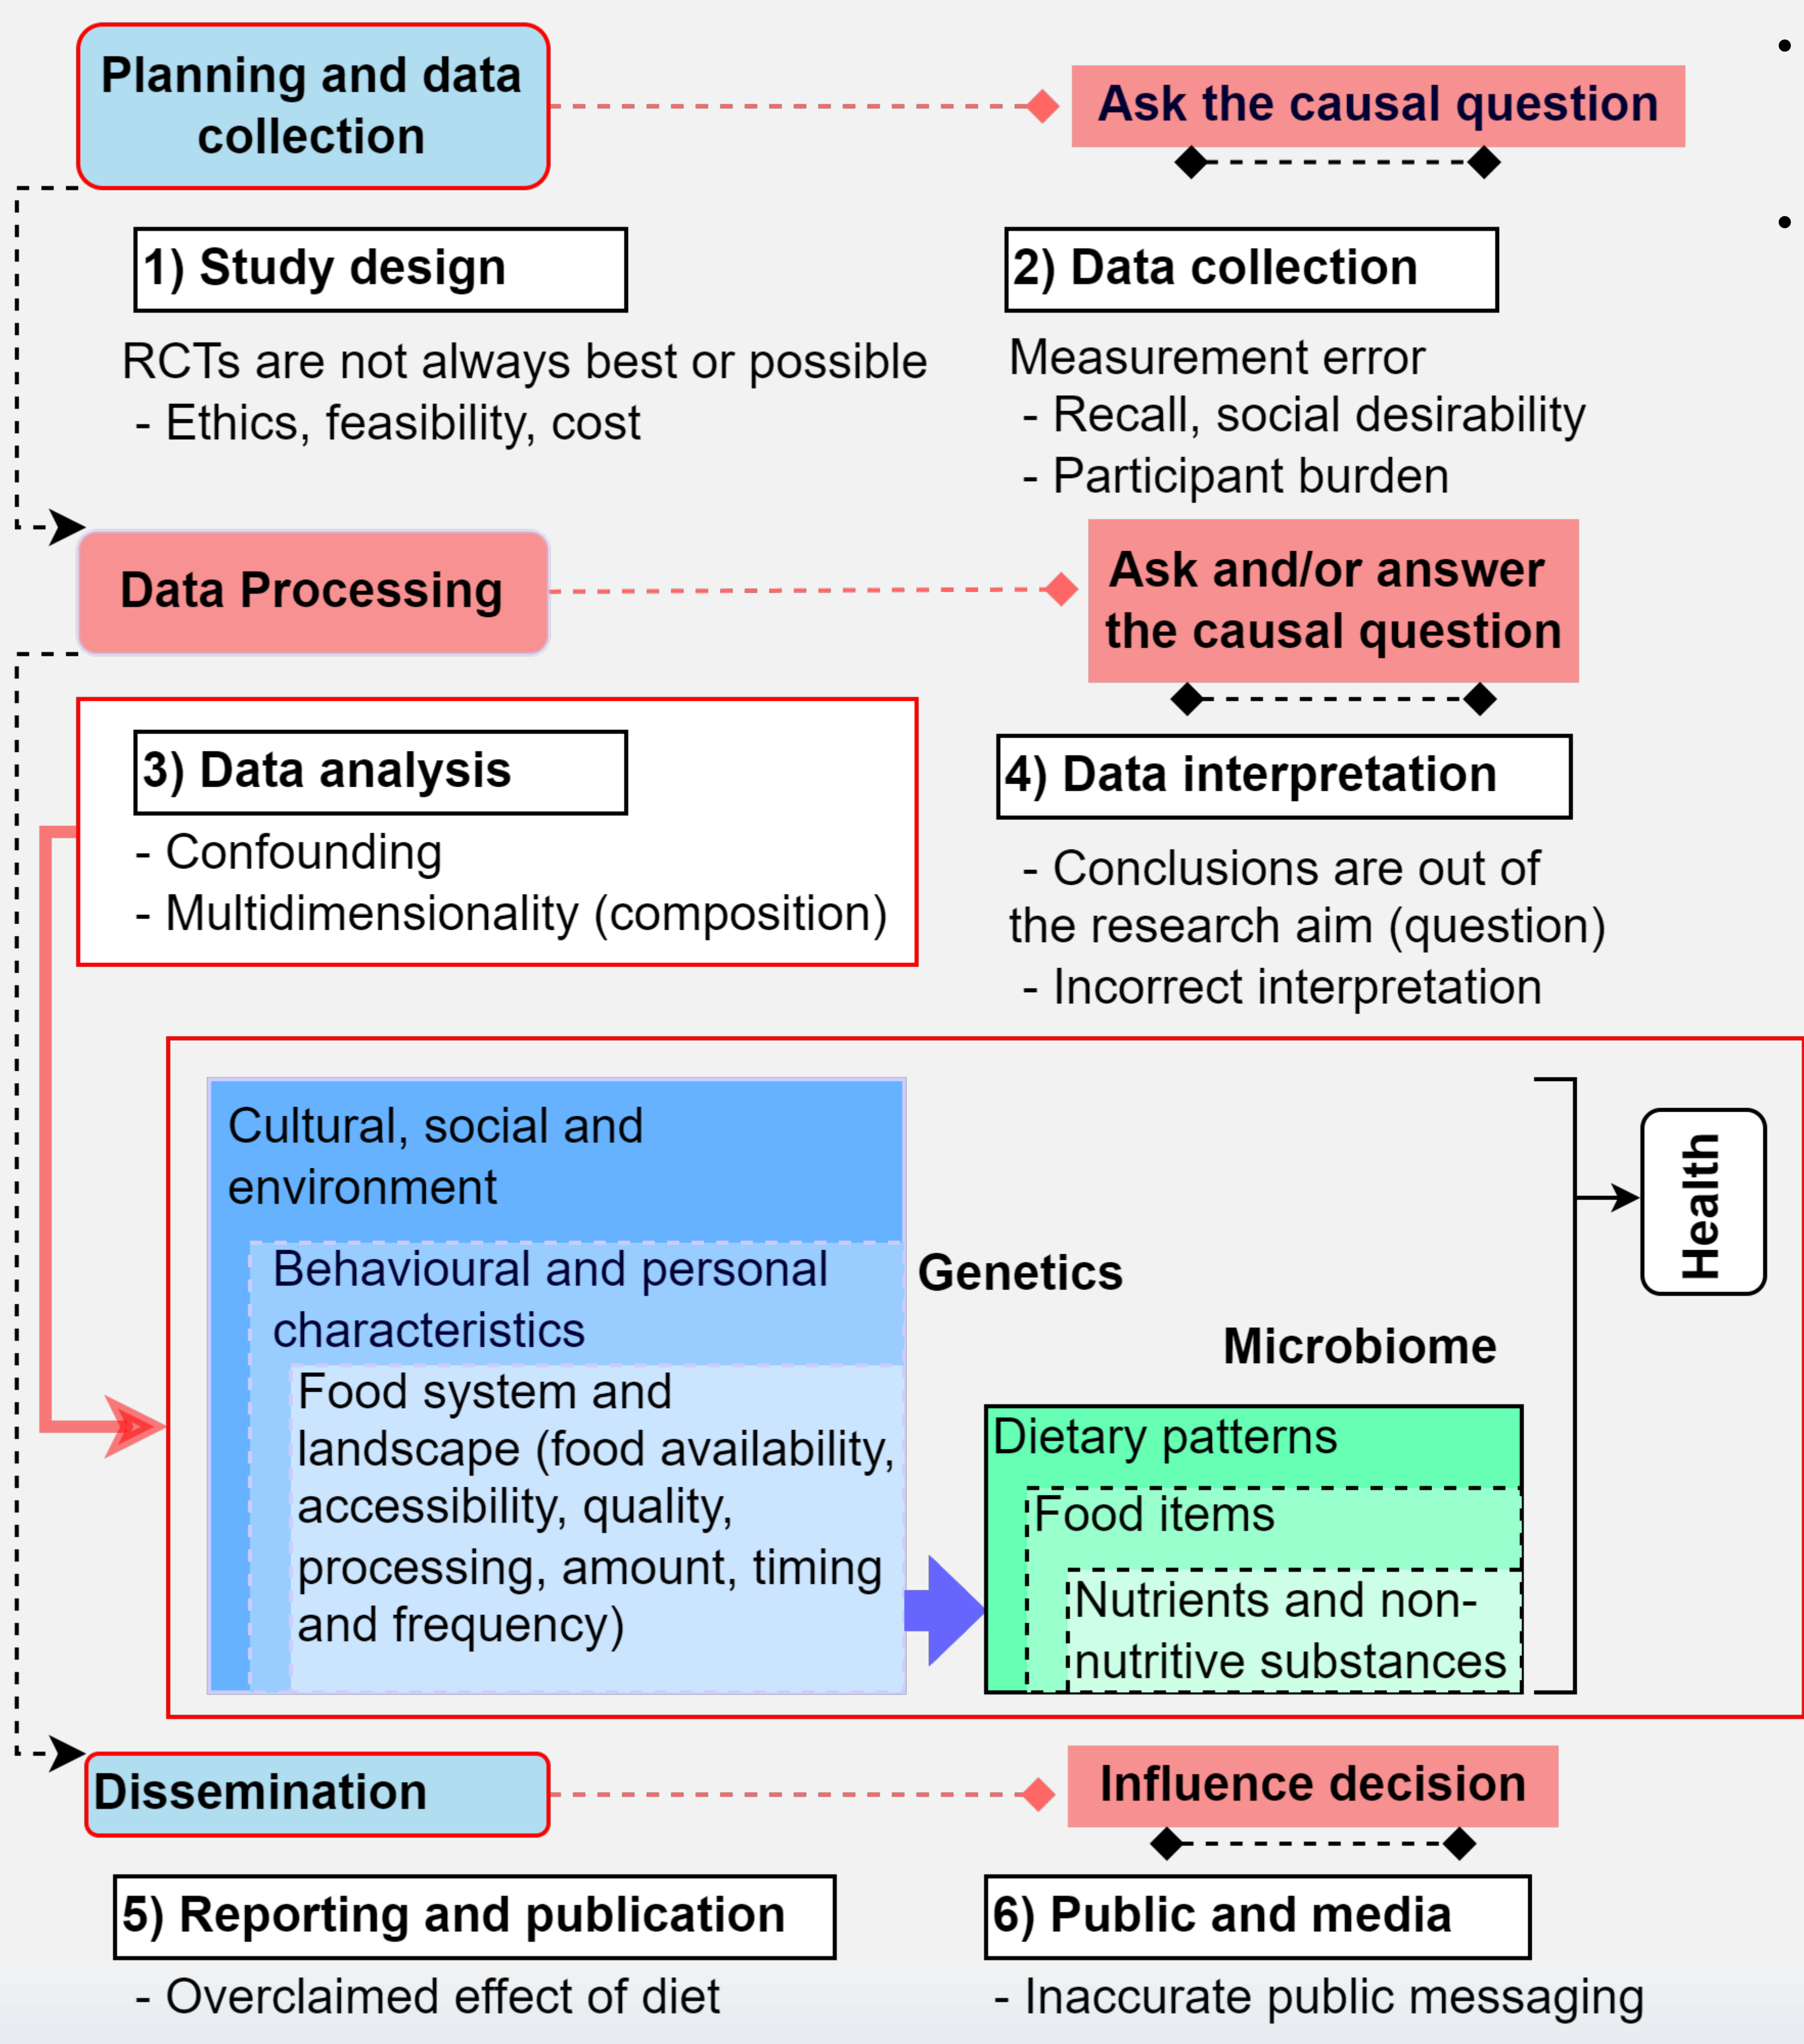 Planning and data
collection
Ask the causal question
•
•
1) Study design
RCTs are not always best or possible
- Ethics, feasibility, cost
2) Data collection
Measurement error
- Recall, social desirability
- Participant burden
Data Processing
Ask and/or answer
the causal question
3) Data analysis
- Confounding
- Multidimensionality (composition)
4) Data interpretation
- Conclusions are out of
the research aim (question)
- Incorrect interpretation
Cultural, social and
environment
Behavioural and personal
characteristics
Food system and
landscape (food availability,
accessibility, quality,
processing, amount, timing
and frequency)
Genetics
Microbiome
Dietary patterns
Food items
Nutrients and non-
nutritive substances
Health
Dissemination
Influence decision
5) Reporting and publication
- Overclaimed effect of diet
6) Public and media
- Inaccurate public messaging